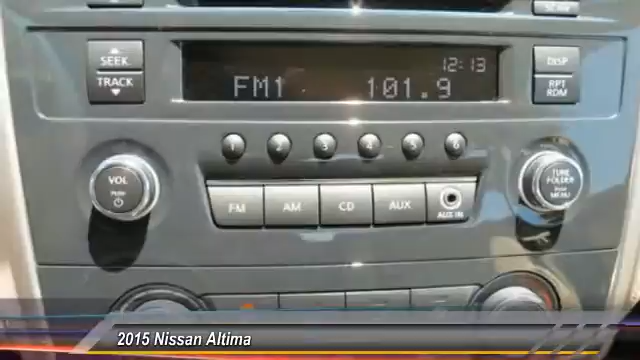 SEEK
TRACK
12:13
FM1 101.9
DISP
RPT
RDM
1 2 3 4 5 6
VOL
PUSH
TUNE
FOLDER
PUSH
MENU
FM AM CD AUX
AUX IN
2015 Nissan Altima